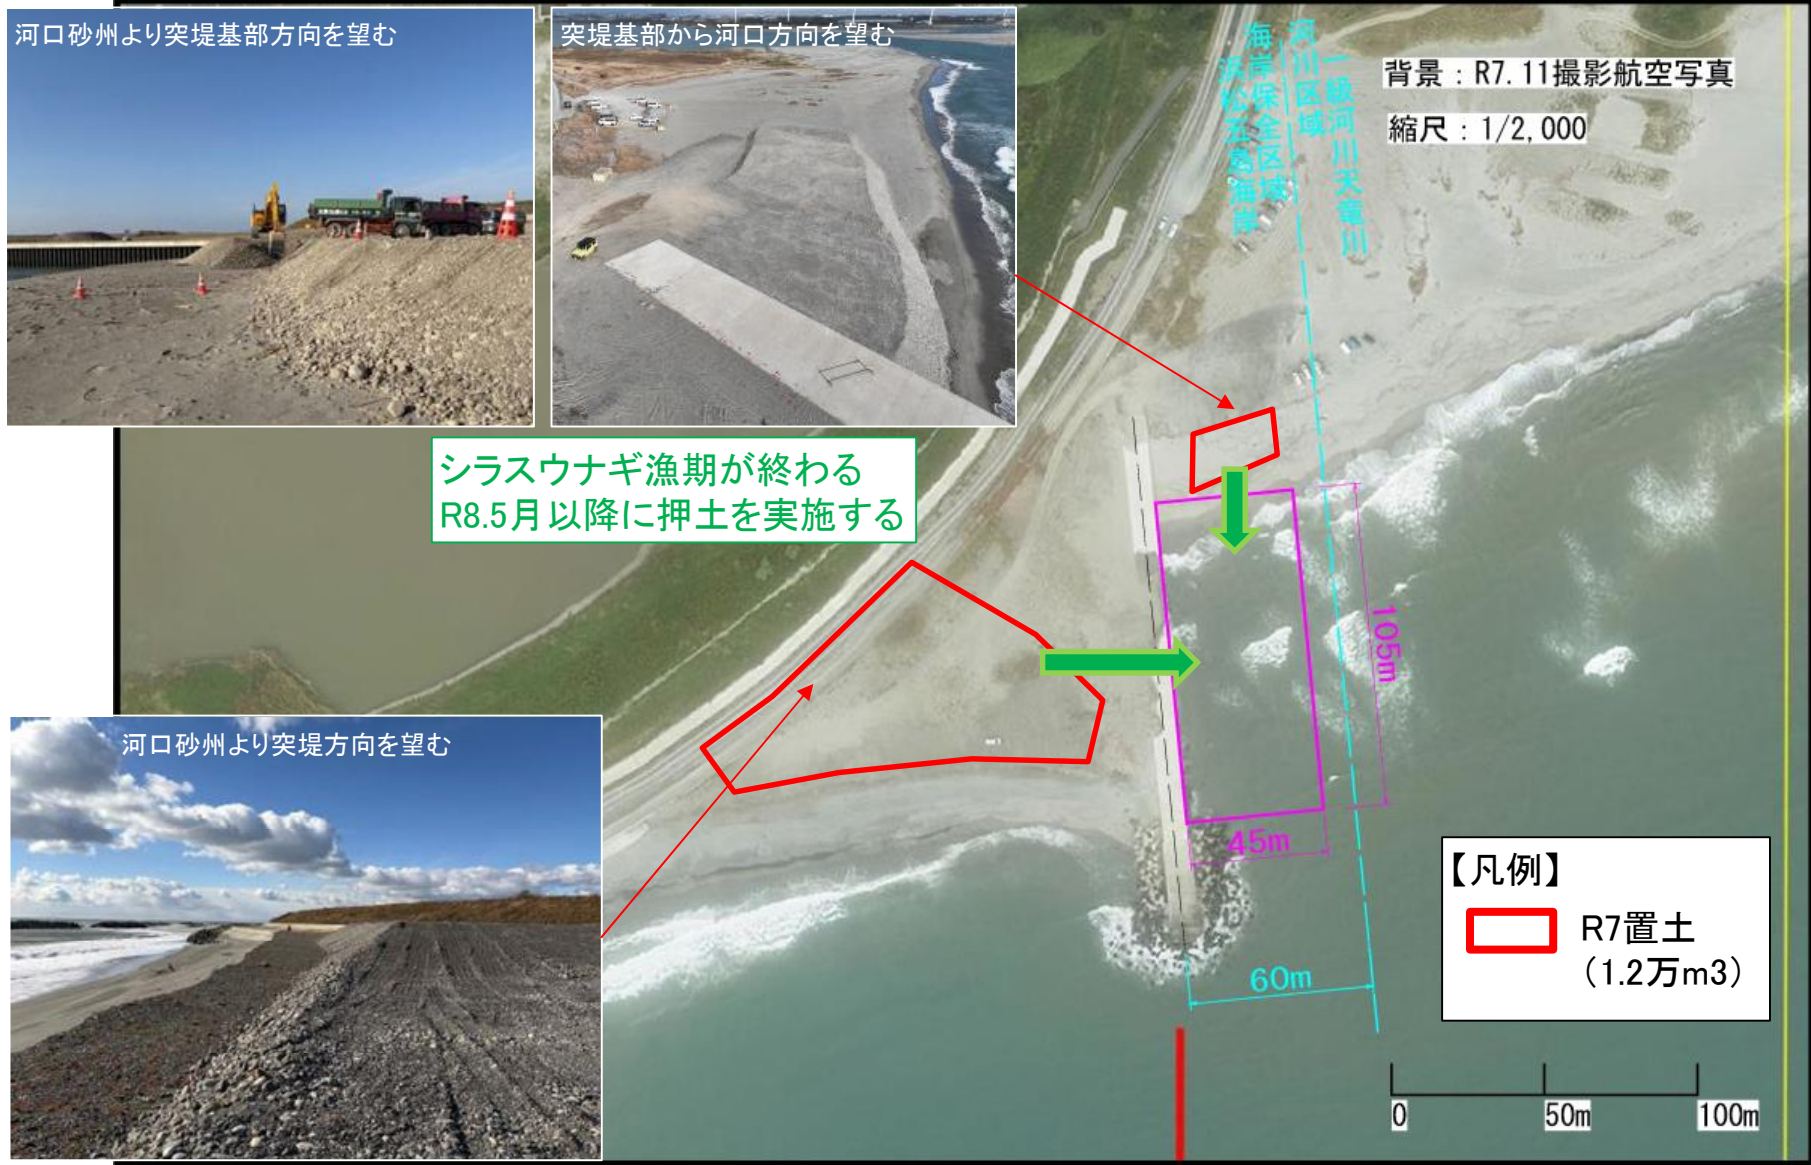 河口砂州より突堤基部方向を望む
突堤基部から河口方向を望む
背景：R7.11撮影航空写真
縮尺：1/2,000
一級河川天竜川
河川区域
海岸保全区域
浜松五島海岸
シラスウナギ漁期が終わる
R8.5月以降に押土を実施する
105m
河口砂州より突堤方向を望む
45m
60m
【凡例】
R7置土
（1.2万m3）
0 50m 100m